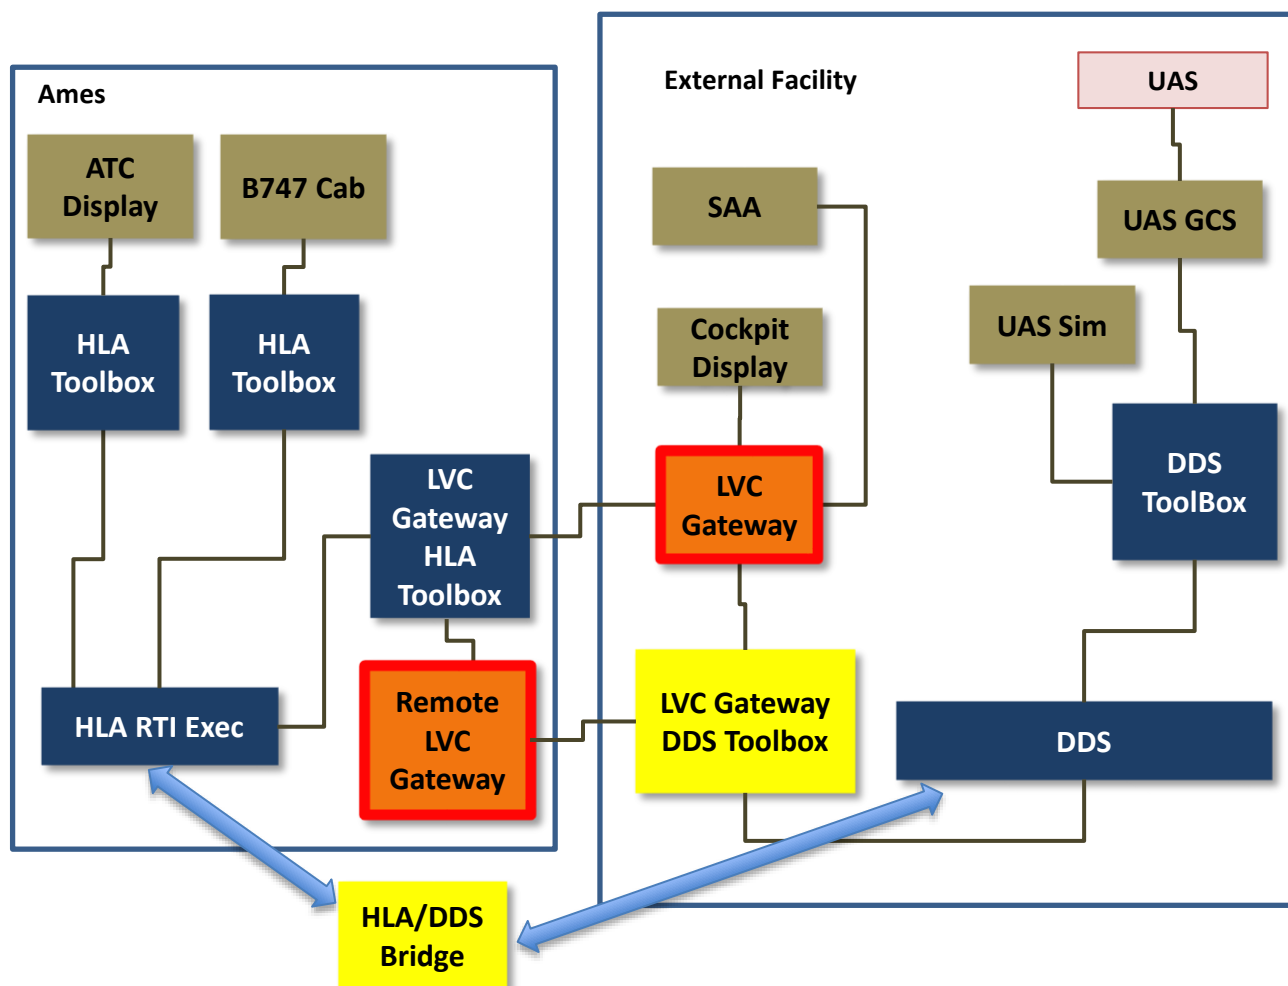 Ames
ATC
Display
B747 Cab
HLA
Toolbox
HLA
Toolbox
LVC
Gateway
HLA
Toolbox
HLA RTI Exec
Remote
LVC
Gateway
HLA/DDS
Bridge
External Facility
UAS
SAA
UAS GCS
Cockpit
Display
UAS Sim
LVC
Gateway
DDS
ToolBox
LVC Gateway
DDS Toolbox
DDS